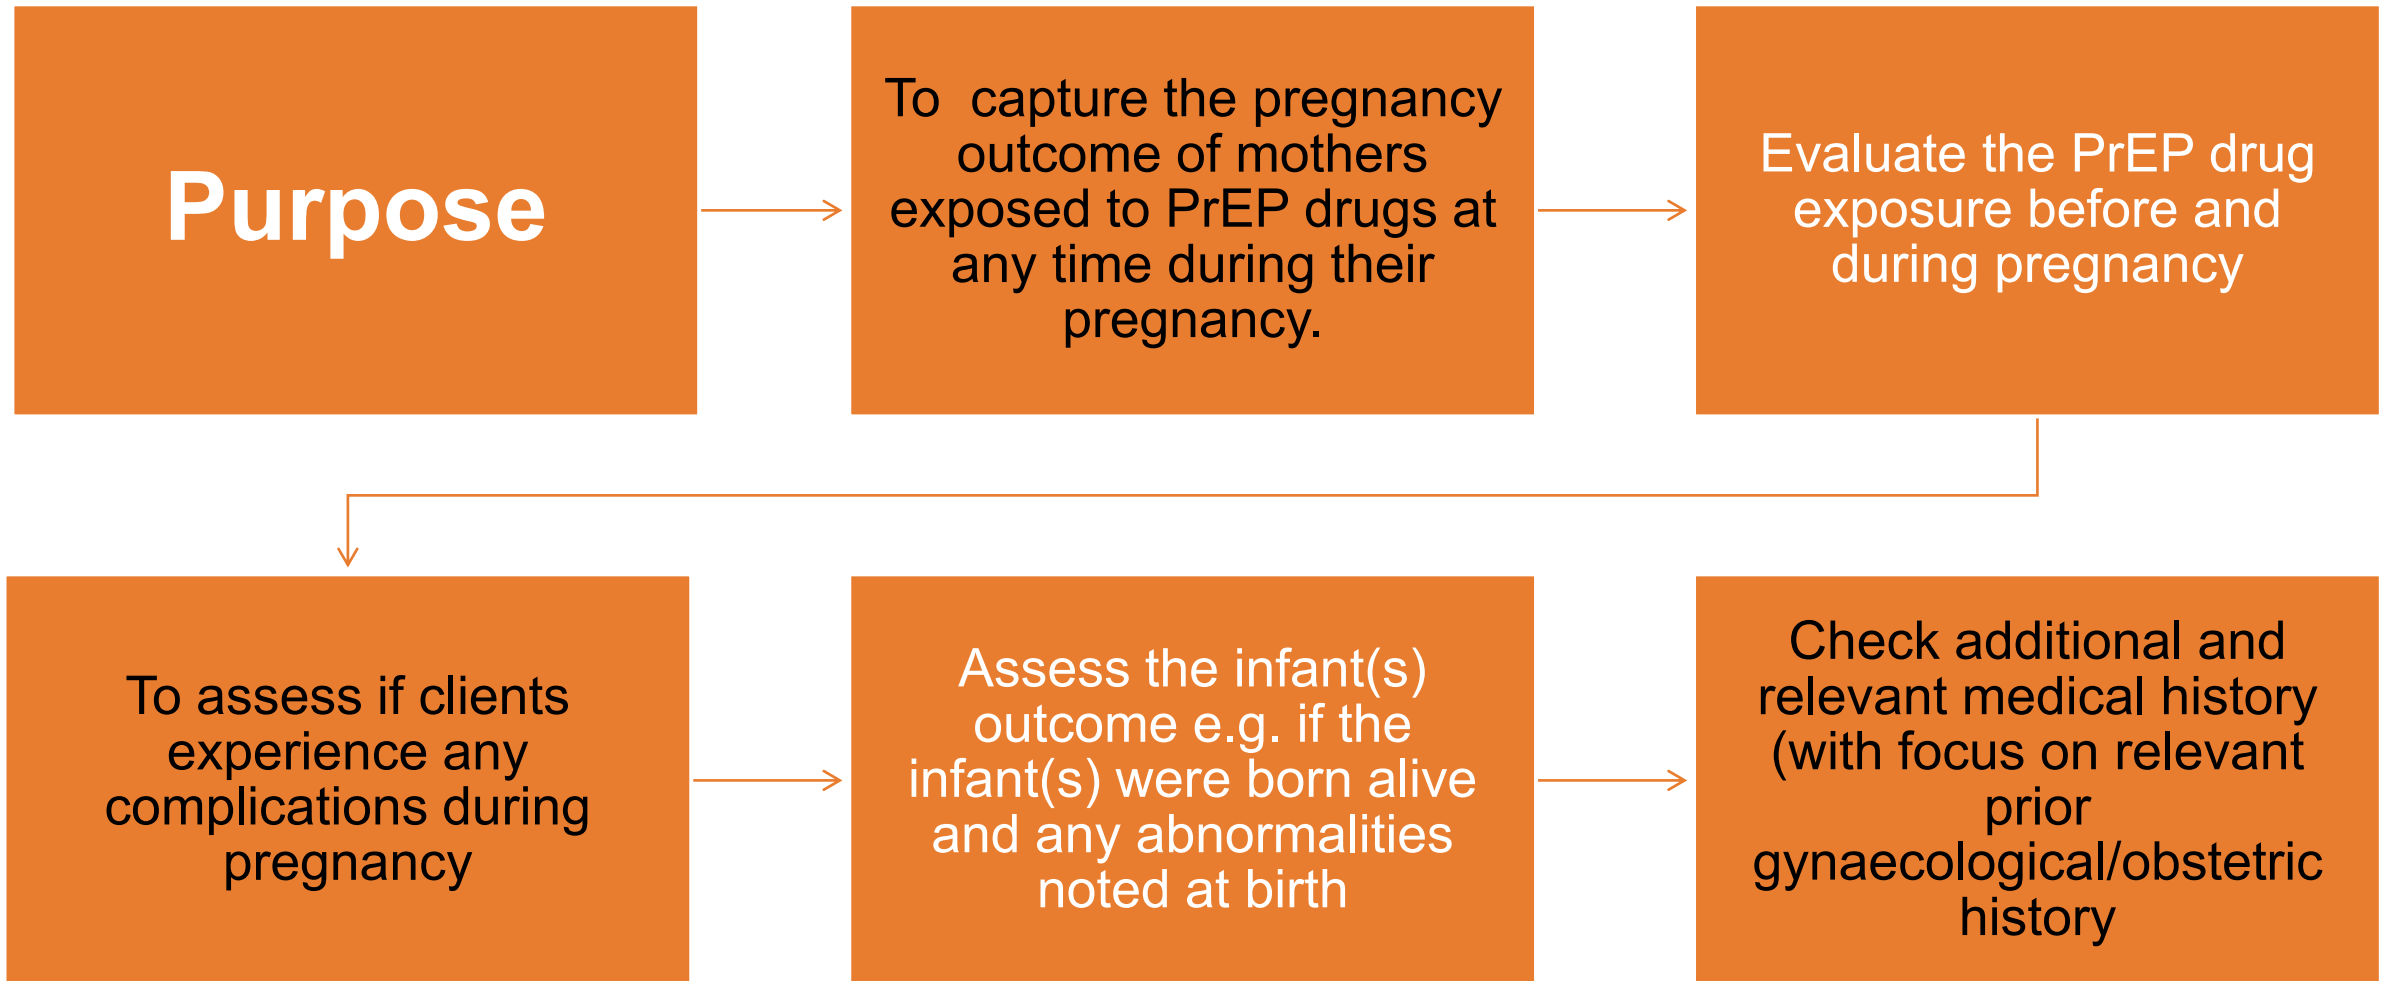 Purpose
To  capture the pregnancy
outcome of mothers
exposed to PrEP drugs at
any time during their
pregnancy.
Evaluate the PrEP drug
exposure before and
during pregnancy
To assess if clients
experience any
complications during
pregnancy
Assess the infant(s)
outcome e.g. if the
infant(s) were born alive
and any abnormalities
noted at birth
Check additional and
relevant medical history
(with focus on relevant
prior
gynaecological/obstetric
history